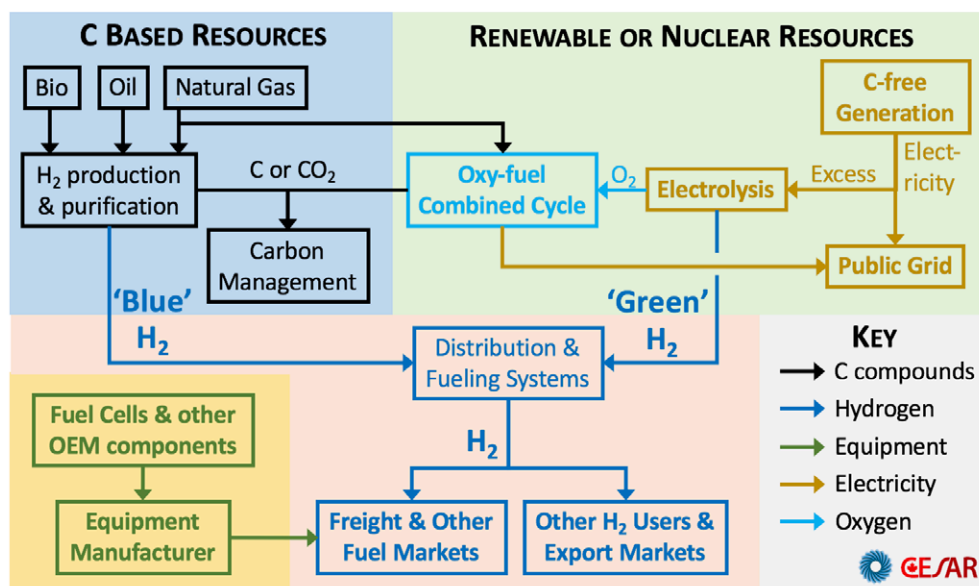 C BASED RESOURCES
RENEWABLE OR NUCLEAR RESOURCES
Bio
Oil
Natural Gas
C-free
Generation
H₂ production
& purification
C or CO₂
Oxy-fuel
Combined Cycle
O₂
Electrolysis
Excess
Elect-
ricity
Carbon
Management
Public Grid
'Blue'
H₂
'Green'
H₂
Distribution &
Fueling Systems
H₂
Fuel Cells & other
OEM components
Equipment
Manufacturer
Freight & Other
Fuel Markets
Other H₂ Users &
Export Markets
KEY
C compounds
Hydrogen
Equipment
Electricity
Oxygen
CESAR